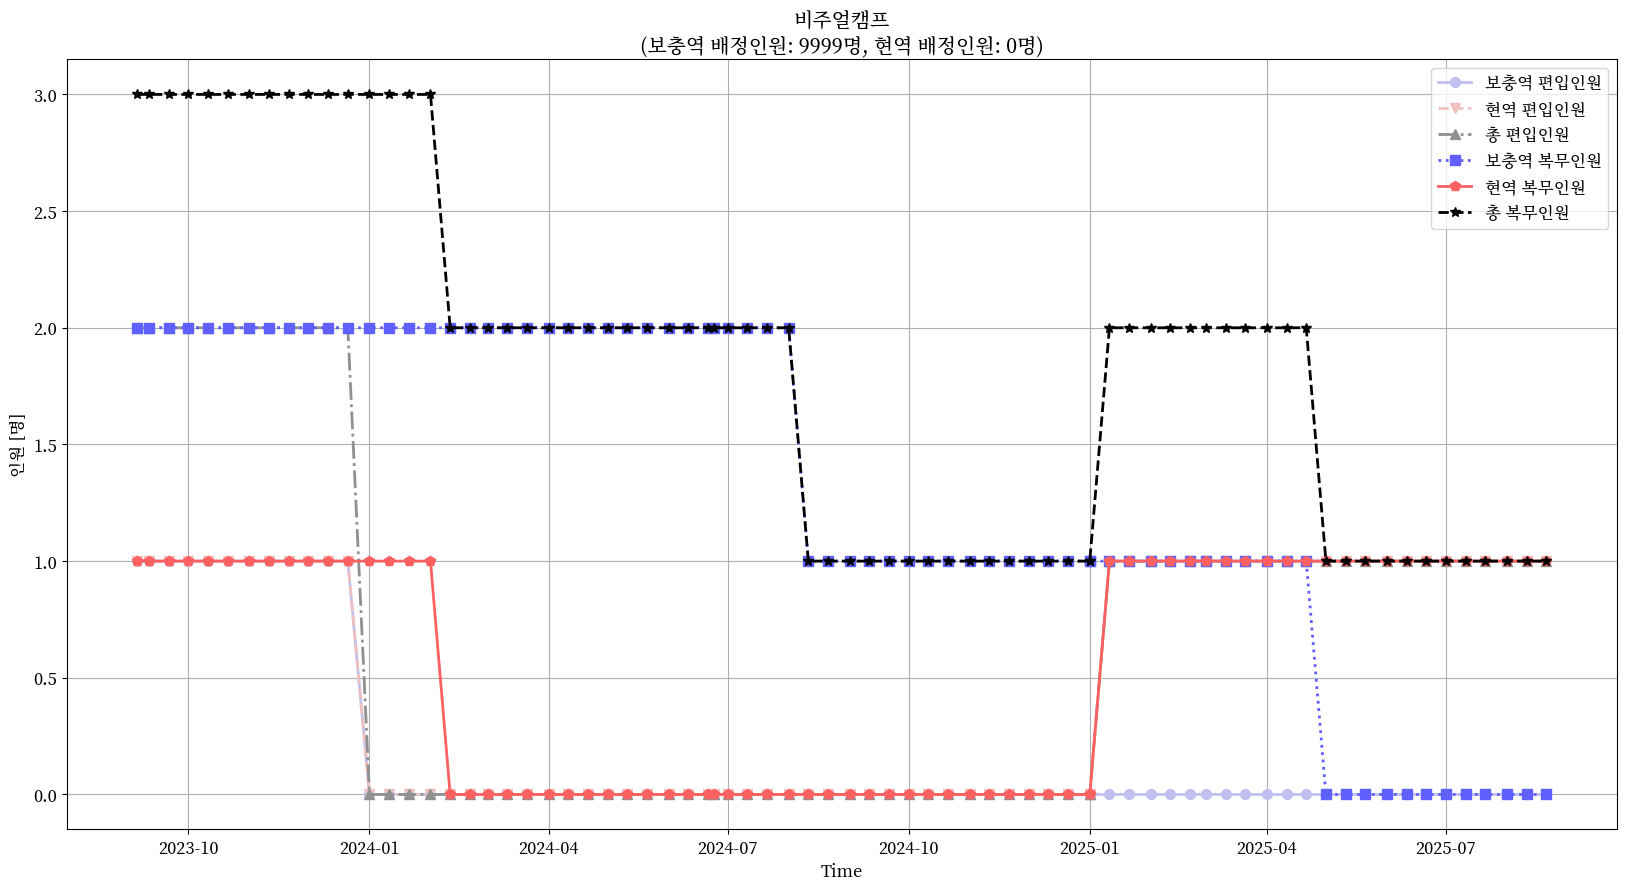 비주얼캠프
(보충역 배정인원: 9999명, 현역 배정인원: 0명)
보충역 편입인원
현역 편입인원
총 편입인원
보충역 복무인원
현역 복무인원
총 복무인원
3.0
2.5
2.0
1.5
1.0
0.5
0.0
인원 [명]
2023-10
2024-01
2024-04
2024-07
2024-10
2025-01
2025-04
2025-07
Time